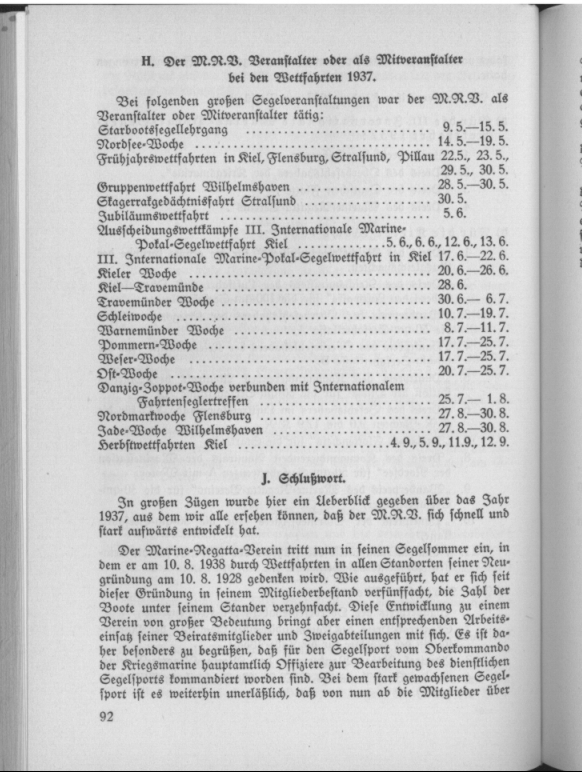 H. Der M.R.V. Veranstalter oder als Mitveranstalter
bei den Wettfahrten 1937.
Bei folgenden großen Segelveranstaltungen war der M.R.V. als
Veranstalter oder Mitveranstalter tätig:
Starbootssegellehrgang ........................ 9.5.—15.5.
Nordsee-Woche ........................ 14.5.—19.5.
Frühjahrswettfahrten in Kiel, Flensburg, Stralsund, Pillau 22.5., 23.5.,
29.5., 30.5.
Gruppenwettfahrt Wilhelmshaven ........................ 28.5.—30.5.
Skagerrakgedächtnisfahrt Stralsund ........................ 30.5.
Jubiläumswettfahrt ........................ 5.6.
Ausscheidungswettkämpfe III. Internationale Marine-
Pokal-Segelwettfahrt Kiel ...............5.6., 6.6., 12.6., 13.6.
III. Internationale Marine-Pokal-Segelwettfahrt in Kiel 17.6.—22.6.
Kieler Woche ........................ 20.6.—26.6.
Kiel—Travemünde ........................ 28.6.
Travemünder Woche ........................ 30.6.— 6.7.
Schleiwoche ........................ 10.7.—19.7.
Warnemünder Woche ........................ 8.7.—11.7.
Pommern-Woche ........................ 17.7.—25.7.
Weser-Woche ........................ 17.7.—25.7.
Ost-Woche ........................ 20.7.—25.7.
Danzig-Zoppot-Woche verbunden mit Internationalem
Fahrtenseglertreffen ........................ 25.7.— 1.8.
Nordmarkwoche Flensburg ........................ 27.8.—30.8.
Jade-Woche Wilhelmshaven ........................ 27.8.—30.8.
Herbstwettfahrten Kiel ........................4.9., 5.9., 11.9., 12.9.
J. Schlußwort.
In großen Zügen wurde hier ein Ueberblick gegeben über das Jahr
1937, aus dem wir alle ersehen können, daß der M.R.V. sich schnell und
stark aufwärts entwickelt hat.
Der Marine-Regatta-Verein tritt nun in seinen Segelsommer ein, in
dem er am 10. 8. 1938 durch Wettfahrten in allen Standorten seiner Neu-
gründung am 10. 8. 1928 gedenken wird. Wie ausgeführt, hat er sich seit
dieser Gründung in seinem Mitgliederbestand verfünffacht, die Zahl der
Boote unter seinem Stander verzehnfacht. Diese Entwicklung zu einem
Verein von großer Bedeutung bringt aber einen entsprechenden Arbeits-
einsatz seiner Beiratsmitglieder und Zweigabteilungen mit sich. Es ist da-
her besonders zu begrüßen, daß für den Segelsport vom Oberkommando
der Kriegsmarine hauptamtlich Offiziere zur Bearbeitung des dienstlichen
Segelsports kommandiert worden sind. Bei dem stark gewachsenen Segel-
sport ist es weiterhin unerläßlich, daß von nun ab die Mitglieder über
92